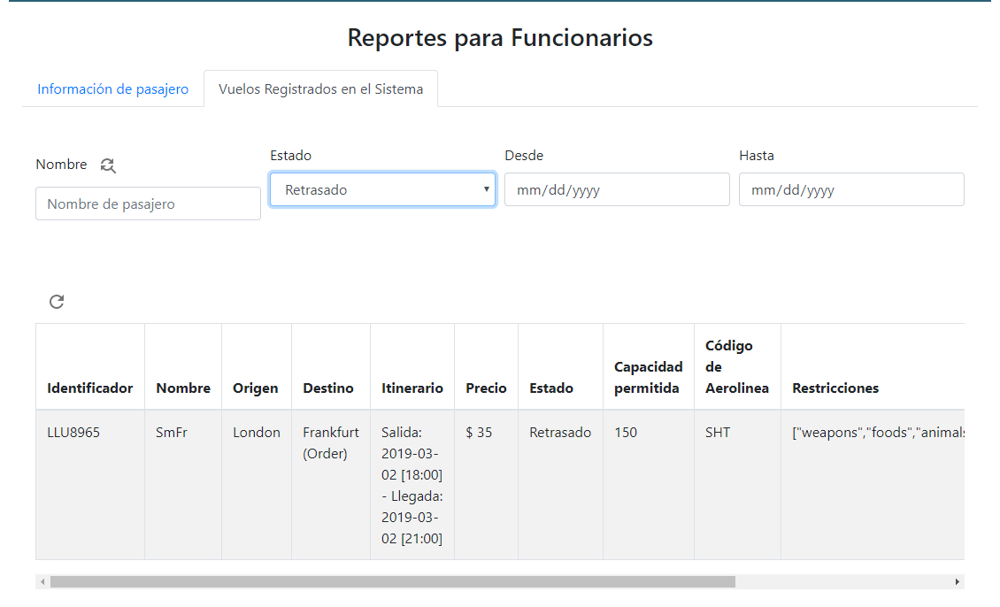 Reportes para Funcionarios
Información de pasajero
Vuelos Registrados en el Sistema
Nombre
Estado
Desde
Hasta
Nombre de pasajero
Retrasado
mm/dd/yyyy
mm/dd/yyyy
Identificador
Nombre
Origen
Destino
Itinerario
Precio
Estado
Capacidad
permitida
Código
de
Aerolinea
Restricciones
LLU8965
SmFr
London
Frankfurt
(Order)
Salida:
2019-03-
02 [18:00]
- Llegada:
2019-03-
02 [21:00]
$ 35
Retrasado
150
SHT
["weapons","foods","animals